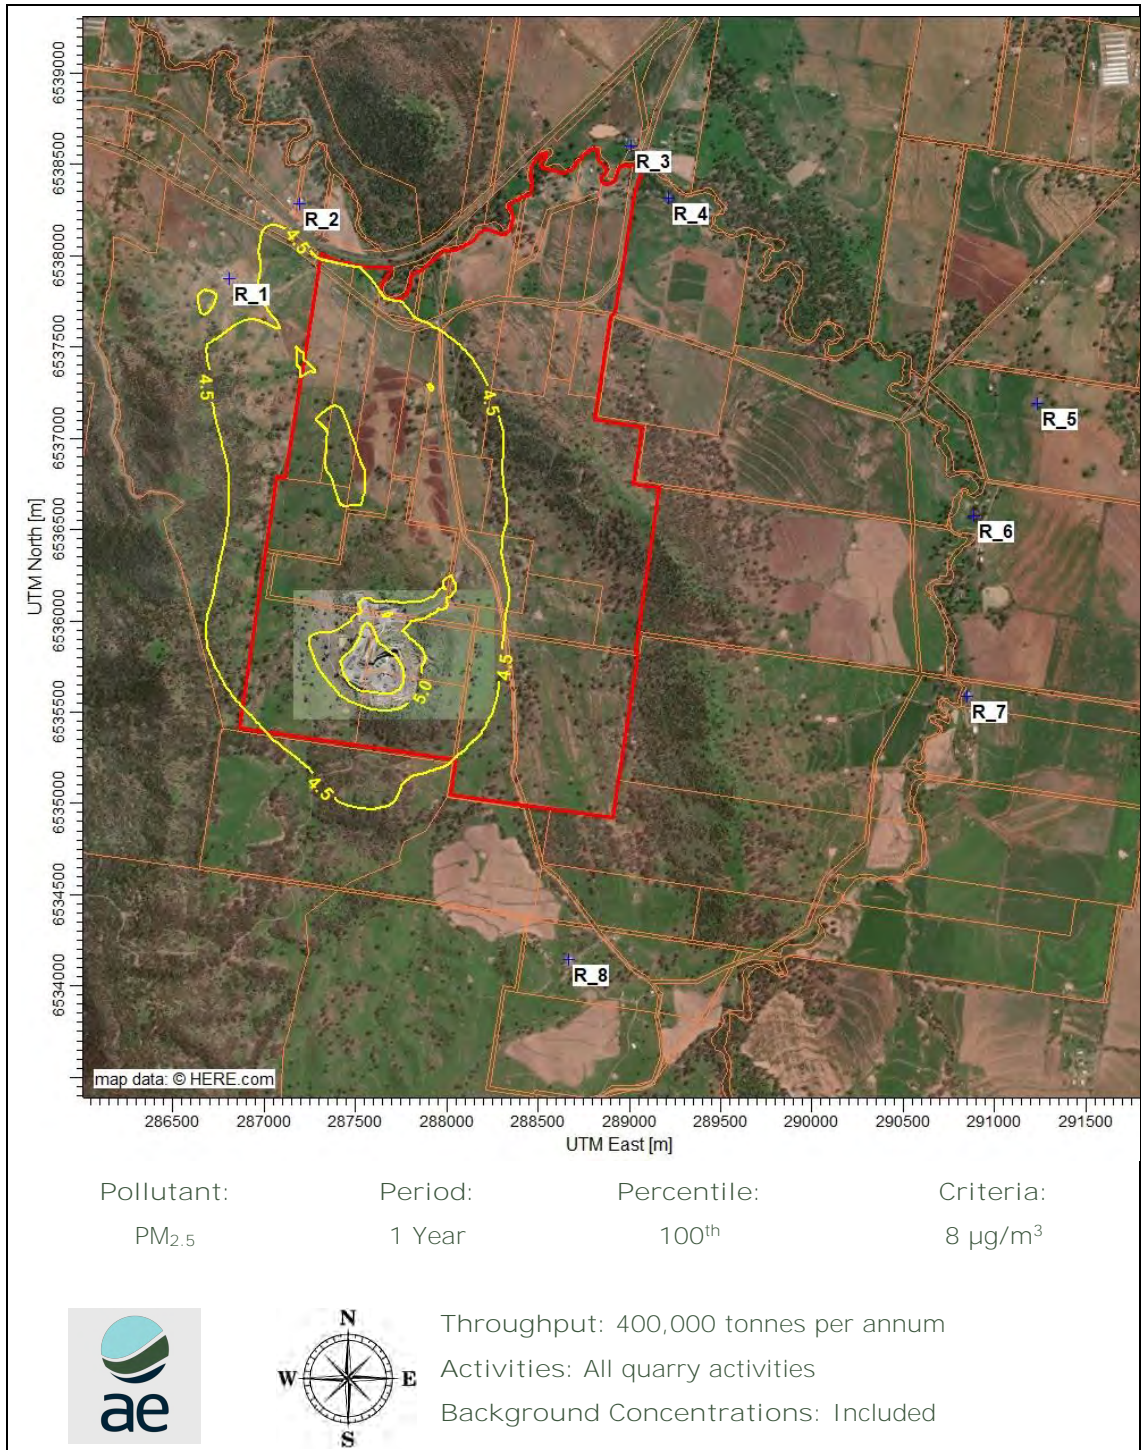 6539000
6538500
6538000
6537500
6537000
6536500
6536000
6535500
6535000
6534500
6534000
UTM North [m]
R_3
R_4
R_2
4.5
R_1
4.5
4.5
R_5
R_6
4.5
5.0
R_7
4.5
R_8
map data: © HERE.com
286500 287000 287500 288000 288500 289000 289500 290000 290500 291000 291500
UTM East [m]
Pollutant: Period: Percentile: Criteria:
PM2.5 1 Year 100th 8 µg/m³
Throughput: 400,000 tonnes per annum
Activities: All quarry activities
Background Concentrations: Included
N
W E
S
ae